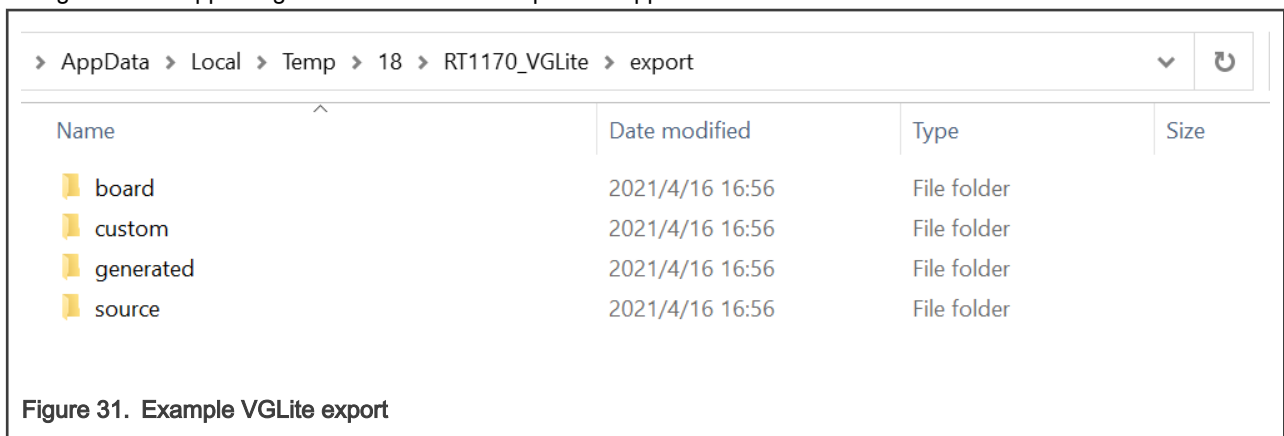 > AppData > Local > Temp > 18 > RT1170_VGLite > export
Name Date modified Type Size
board 2021/4/16 16:56 File folder
custom 2021/4/16 16:56 File folder
generated 2021/4/16 16:56 File folder
source 2021/4/16 16:56 File folder
Figure 31. Example VGLite export